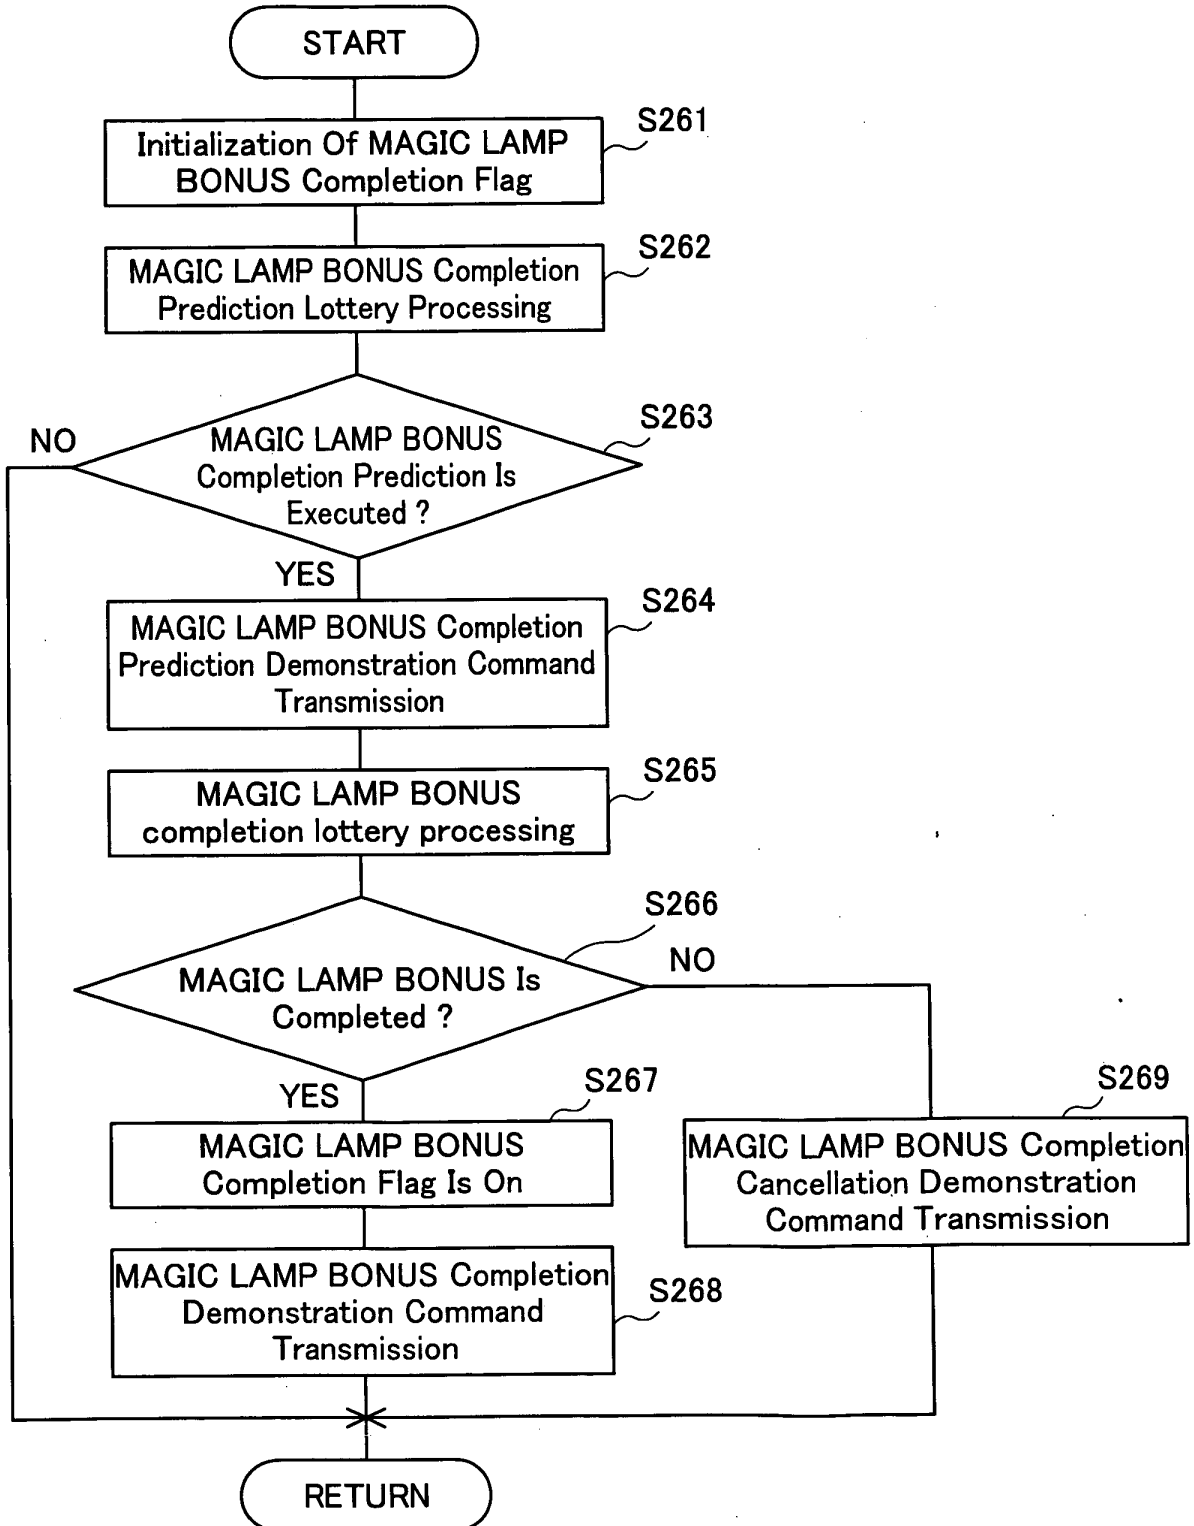 START
S261
Initialization Of MAGIC LAMP
BONUS Completion Flag
S262
MAGIC LAMP BONUS Completion
Prediction Lottery Processing
S263
NO
MAGIC LAMP BONUS
Completion Prediction Is
Executed ?
YES
S264
MAGIC LAMP BONUS Completion
Prediction Demonstration Command
Transmission
S265
MAGIC LAMP BONUS
completion lottery processing
S266
NO
MAGIC LAMP BONUS Is
Completed ?
YES
S267
MAGIC LAMP BONUS
Completion Flag Is On
S269
MAGIC LAMP BONUS Completion
Cancellation Demonstration
Command Transmission
S268
MAGIC LAMP BONUS Completion
Demonstration Command
Transmission
RETURN